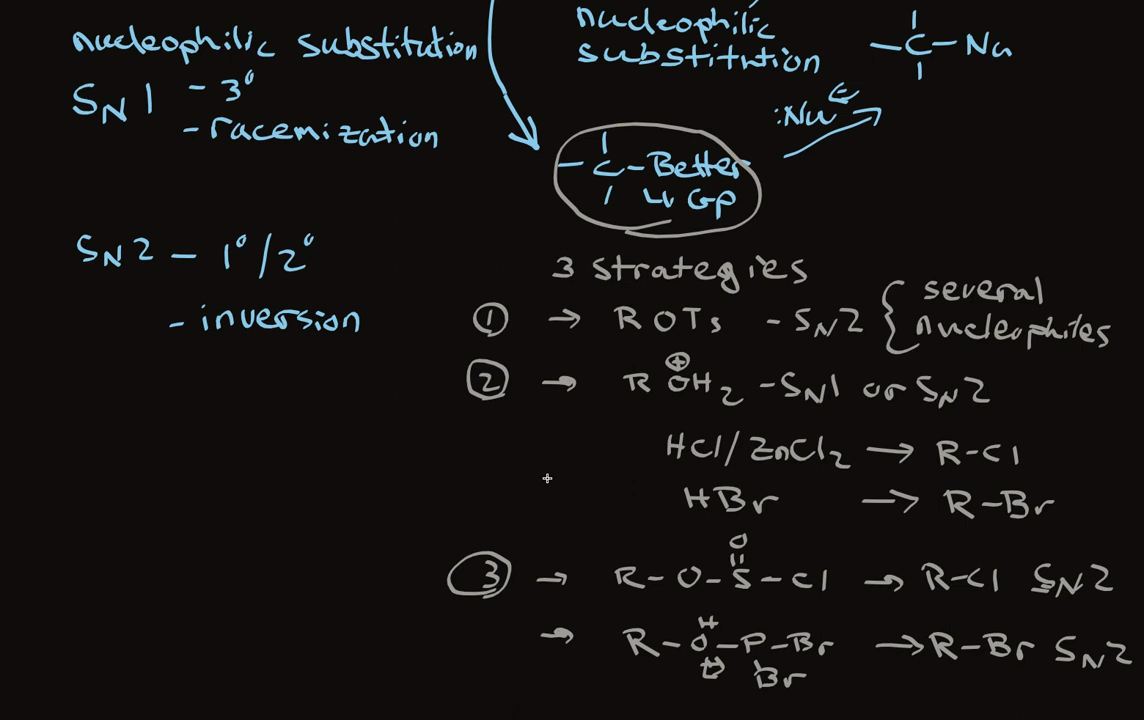 nucleophilic substitution
SN1 - 3°
- racemization
SN2 - 1°/2°
- inversion
nucleophilic
substitution
- C - Nu
:Nu ⊖
- C - Better
Lv Gp
3 strategies
① → ROTs - SN2 { several
nucleophiles
② → R O⊕H2 - SN1 or SN2
HCl/ZnCl2 → R-Cl
HBr → R-Br
O
③ → R-O-S-Cl → R-Cl SN2
H
→ R-O-P-Br → R-Br SN2
⊕ Br